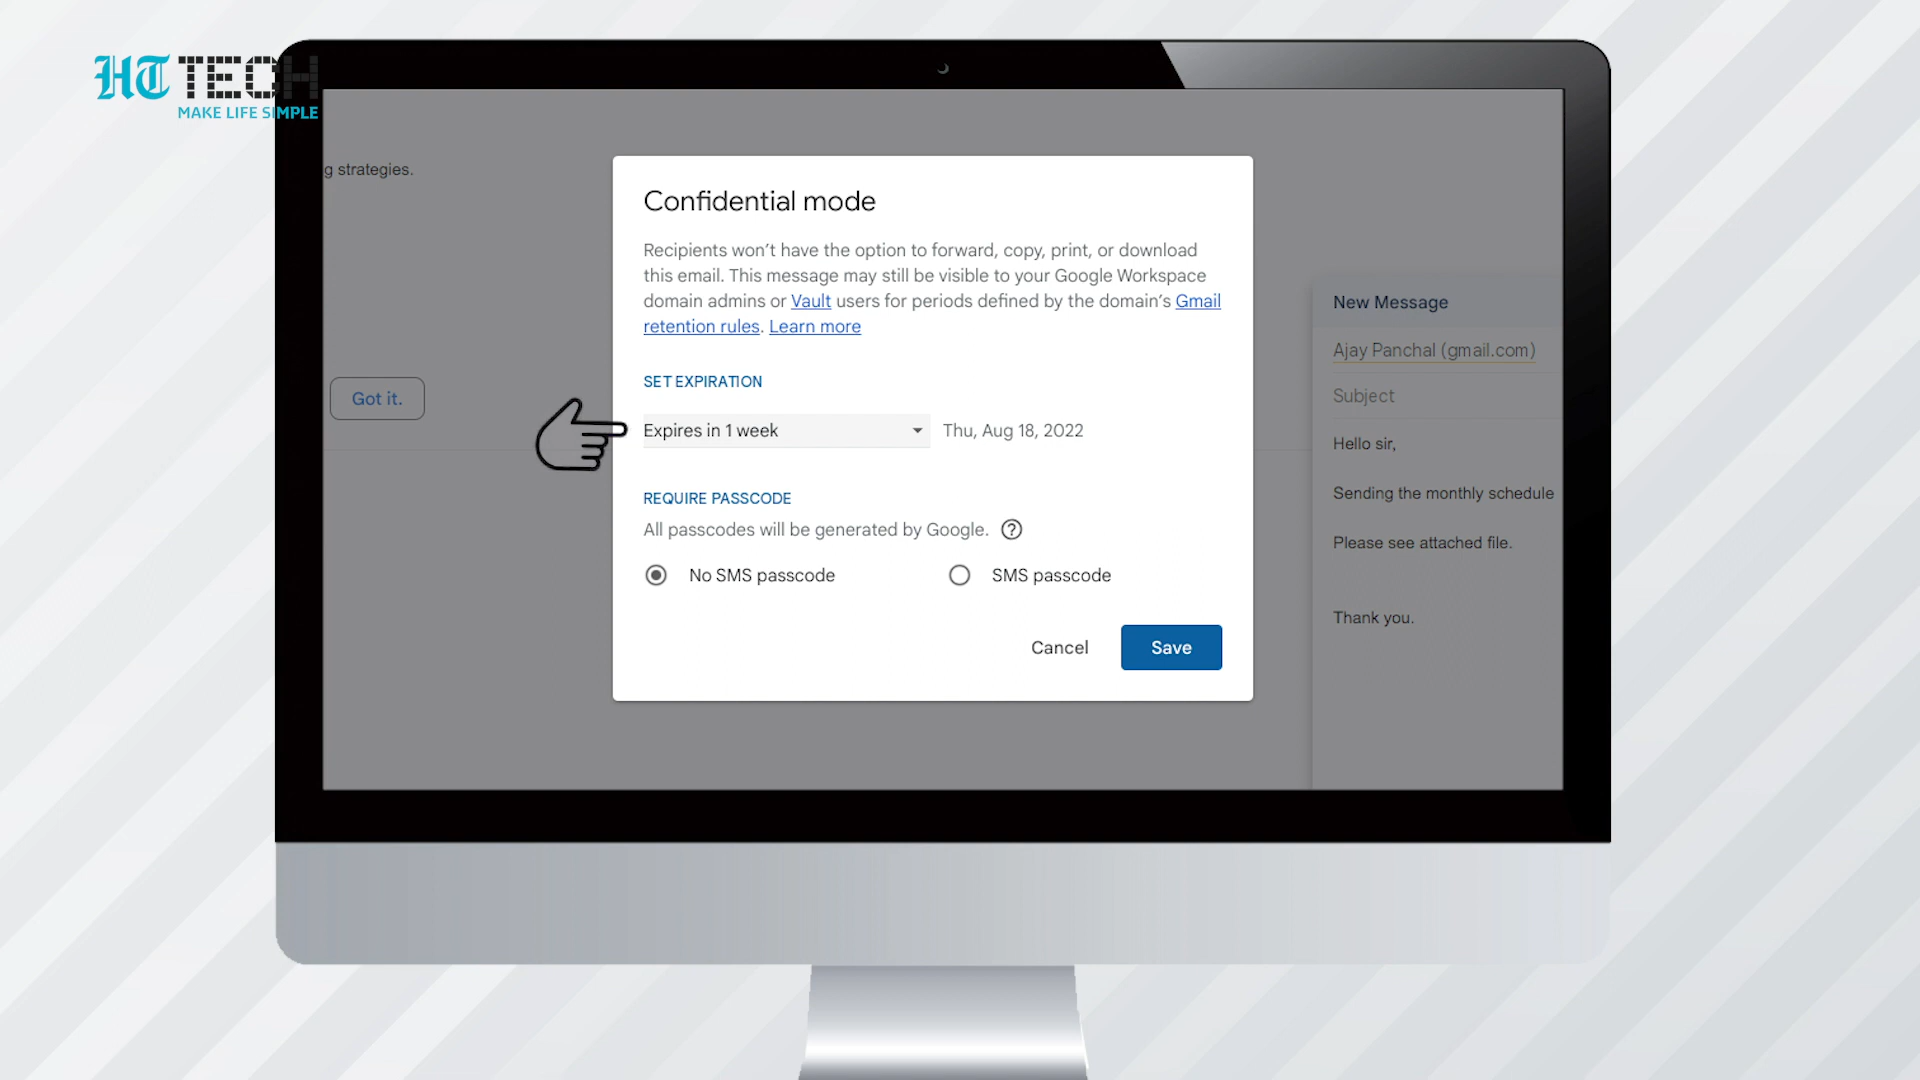 HT TECH
MAKE LIFE SIMPLE
g strategies.
Got it.
Confidential mode
Recipients won't have the option to forward, copy, print, or download
this email. This message may still be visible to your Google Workspace
domain admins or Vault users for periods defined by the domain's Gmail
retention rules. Learn more
SET EXPIRATION
Expires in 1 week
Thu, Aug 18, 2022
REQUIRE PASSCODE
All passcodes will be generated by Google. ?
No SMS passcode
SMS passcode
Cancel
Save
New Message
Ajay Panchal (gmail.com)
Subject
Hello sir,
Sending the monthly schedule
Please see attached file.
Thank you.